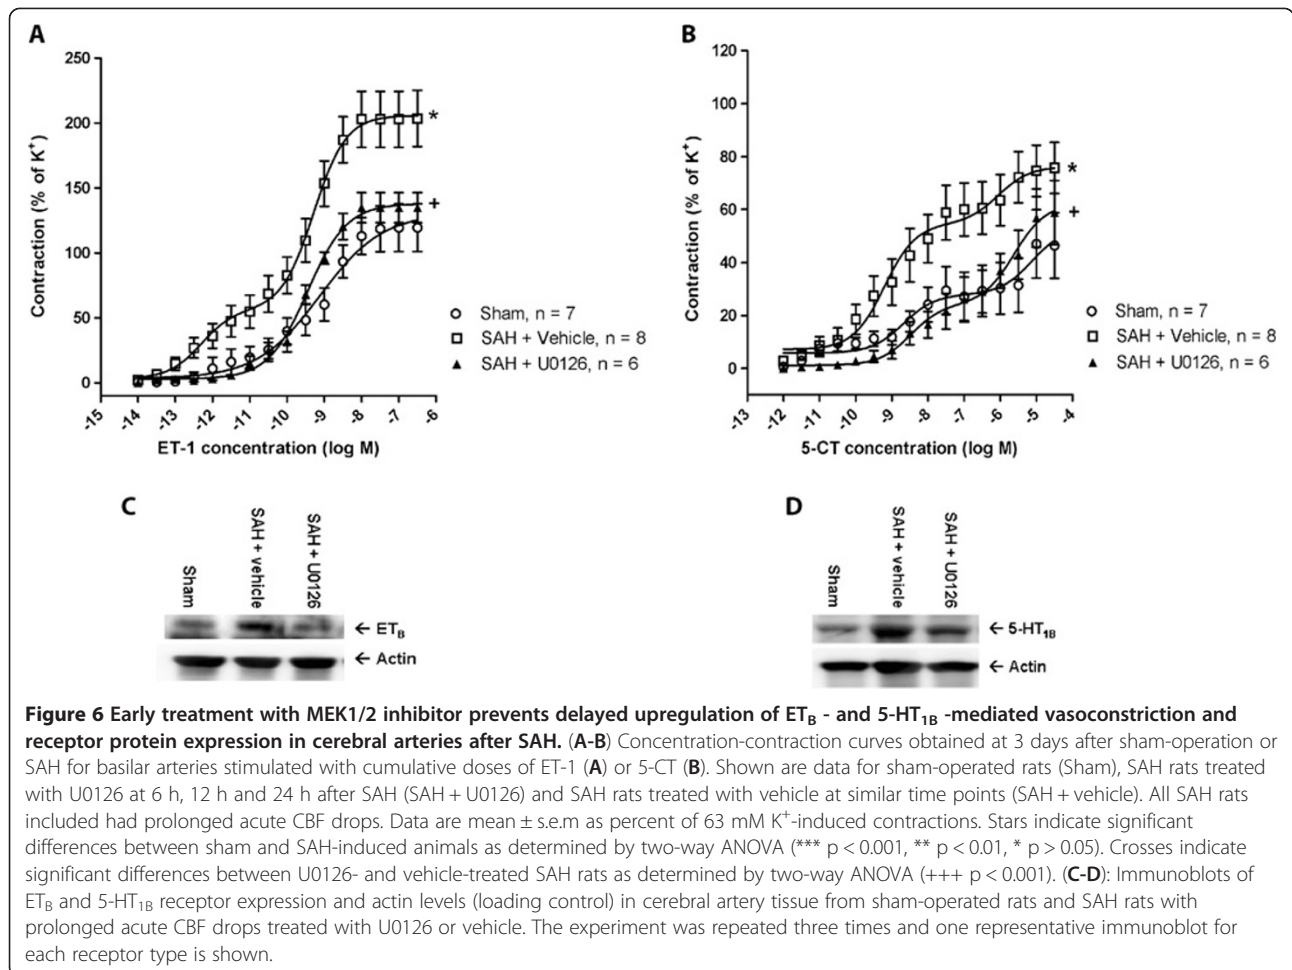 A
250
200
150
100
50
0
Contraction (% of K⁺)
*
+
-15 -14 -13 -12 -11 -10 -9 -8 -7 -6
ET-1 concentration (log M)
Sham, n = 7
SAH + Vehicle, n = 8
SAH + U0126, n = 6
B
120
100
80
60
40
20
0
Contraction (% of K⁺)
*
+
-13 -12 -11 -10 -9 -8 -7 -6 -5 -4
5-CT concentration (log M)
Sham, n = 7
SAH + Vehicle, n = 8
SAH + U0126, n = 6
C
Sham
SAH + vehicle
SAH + U0126
← ET_B
← Actin
D
Sham
SAH + vehicle
SAH + U0126
← 5-HT_1B
← Actin
Figure 6 Early treatment with MEK1/2 inhibitor prevents delayed upregulation of ET_B - and 5-HT_1B -mediated vasoconstriction and
receptor protein expression in cerebral arteries after SAH. (A-B) Concentration-contraction curves obtained at 3 days after sham-operation or
SAH for basilar arteries stimulated with cumulative doses of ET-1 (A) or 5-CT (B). Shown are data for sham-operated rats (Sham), SAH rats treated
with U0126 at 6 h, 12 h and 24 h after SAH (SAH + U0126) and SAH rats treated with vehicle at similar time points (SAH + vehicle). All SAH rats
included had prolonged acute CBF drops. Data are mean ± s.e.m as percent of 63 mM K⁺-induced contractions. Stars indicate significant
differences between sham and SAH-induced animals as determined by two-way ANOVA (*** p < 0.001, ** p < 0.01, * p > 0.05). Crosses indicate
significant differences between U0126- and vehicle-treated SAH rats as determined by two-way ANOVA (+++ p < 0.001). (C-D): Immunoblots of
ET_B and 5-HT_1B receptor expression and actin levels (loading control) in cerebral artery tissue from sham-operated rats and SAH rats with
prolonged acute CBF drops treated with U0126 or vehicle. The experiment was repeated three times and one representative immunoblot for
each receptor type is shown.